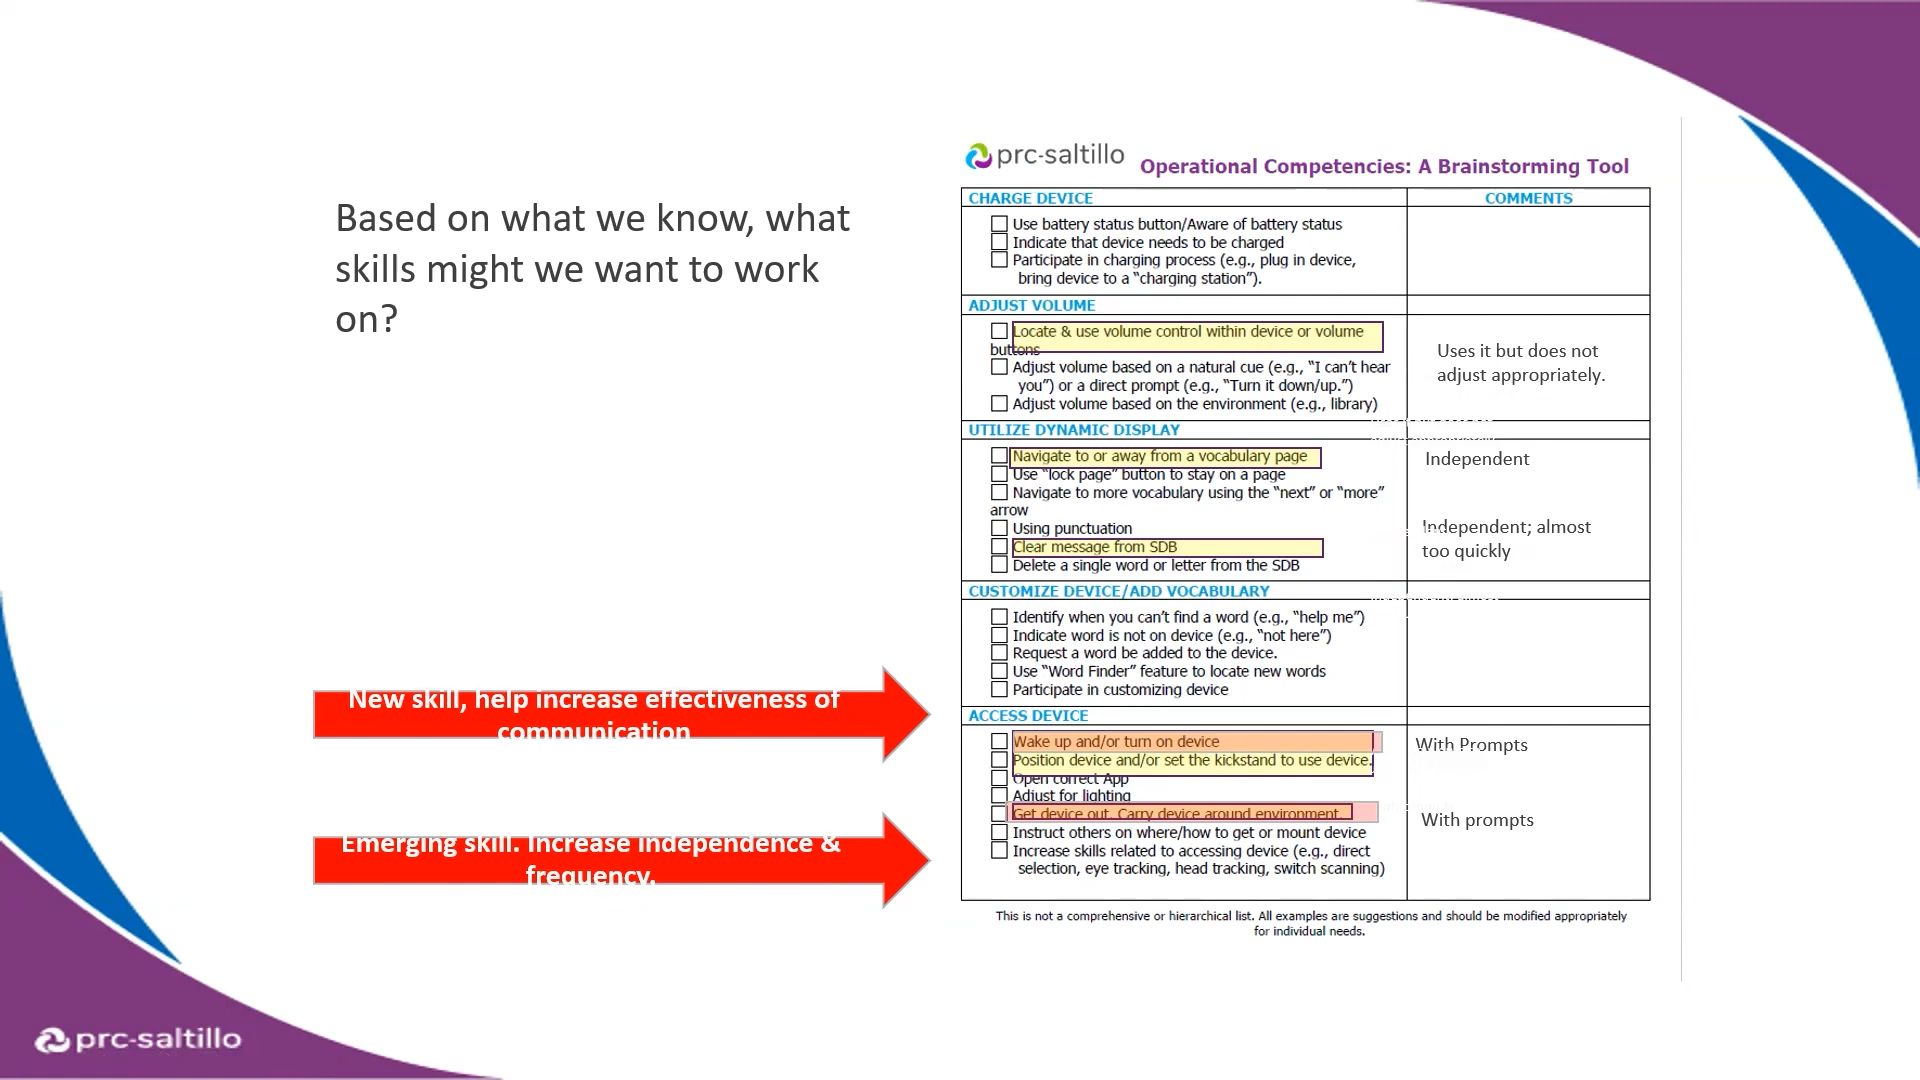 Based on what we know, what
skills might we want to work
on?
New skill, help increase effectiveness of
communication
Emerging skill. Increase independence &
frequency.
prc-saltillo
Operational Competencies: A Brainstorming Tool
CHARGE DEVICE
COMMENTS
Use battery status button/Aware of battery status
Indicate that device needs to be charged
Participate in charging process (e.g., plug in device,
bring device to a “charging station”).
ADJUST VOLUME
Locate & use volume control within device or volume
buttons
Adjust volume based on a natural cue (e.g., “I can’t hear
you”) or a direct prompt (e.g., “Turn it down/up.”)
Adjust volume based on the environment (e.g., library)
Uses it but does not
adjust appropriately.
UTILIZE DYNAMIC DISPLAY
Navigate to or away from a vocabulary page
Independent
Use “lock page” button to stay on a page
Navigate to more vocabulary using the “next” or “more”
arrow
Using punctuation
Clear message from SDB
Delete a single word or letter from the SDB
Independent; almost
too quickly
CUSTOMIZE DEVICE/ADD VOCABULARY
Identify when you can’t find a word (e.g., “help me”)
Indicate word is not on device (e.g., “not here”)
Request a word be added to the device.
Use “Word Finder” feature to locate new words
Participate in customizing device
ACCESS DEVICE
Wake up and/or turn on device
With Prompts
Position device and/or set the kickstand to use device.
Open correct App
Adjust for lighting
Get device out. Carry device around environment.
With prompts
Instruct others on where/how to get or mount device
Increase skills related to accessing device (e.g., direct
selection, eye tracking, head tracking, switch scanning)
This is not a comprehensive or hierarchical list. All examples are suggestions and should be modified appropriately
for individual needs.
prc-saltillo